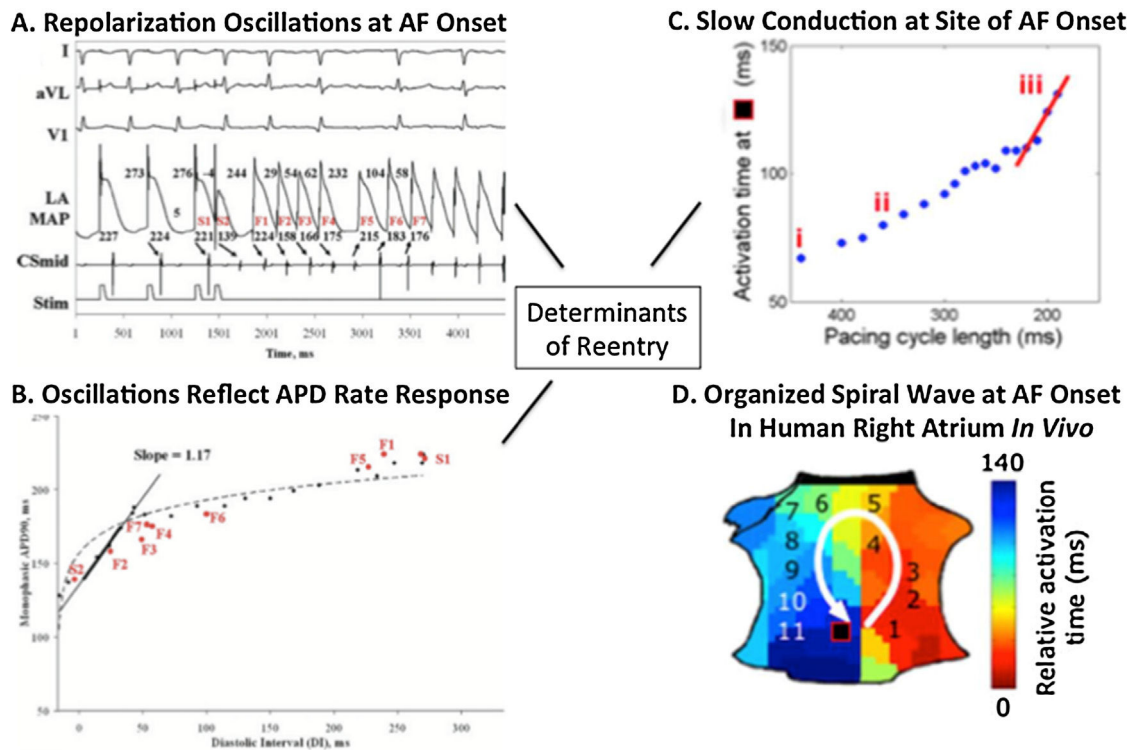 A. Repolarization Oscillations at AF Onset
I
aVL
V1
LA
MAP
273 276 -4 244 29 54 62 232 104 58
5
S1 S2 F1 F2 F3 F4 F5 F6 F7
227 224 221 139 224 158 166 175 215 183 176
CSmid
Stim
1 501 1001 1501 2001 2501 3001 3501 4001
Time, ms
B. Oscillations Reflect APD Rate Response
250
200
150
100
50
Monophasic APD90, ms
Slope = 1.17
S2
F2
F7
F3
F4
F6
F5
F1
S1
0 50 100 150 200 250 300
Diastolic Interval (DI), ms
Determinants
of Reentry
C. Slow Conduction at Site of AF Onset
Activation time at (ms)
150
100
50
i
ii
iii
400 300 200
Pacing cycle length (ms)
D. Organized Spiral Wave at AF Onset
In Human Right Atrium In Vivo
7 6 5
8 4
9 3
10 2
11 1
140
0
Relative activation
time (ms)